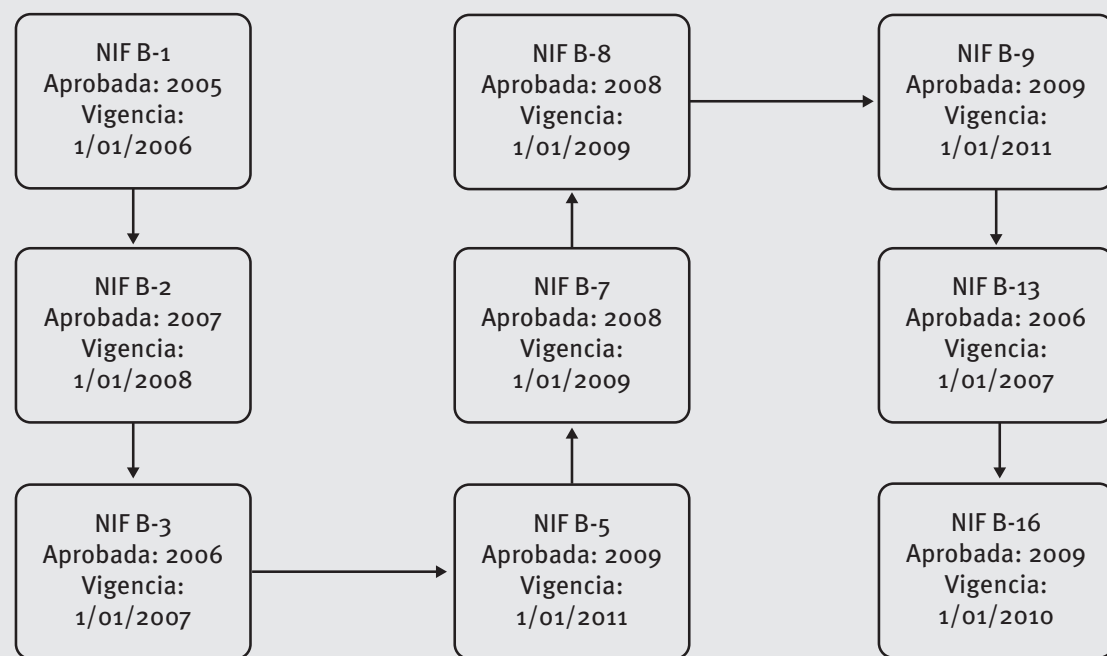 NIF B-1
Aprobada: 2005
Vigencia:
1/01/2006
NIF B-2
Aprobada: 2007
Vigencia:
1/01/2008
NIF B-3
Aprobada: 2006
Vigencia:
1/01/2007
NIF B-5
Aprobada: 2009
Vigencia:
1/01/2011
NIF B-7
Aprobada: 2008
Vigencia:
1/01/2009
NIF B-8
Aprobada: 2008
Vigencia:
1/01/2009
NIF B-9
Aprobada: 2009
Vigencia:
1/01/2011
NIF B-13
Aprobada: 2006
Vigencia:
1/01/2007
NIF B-16
Aprobada: 2009
Vigencia:
1/01/2010